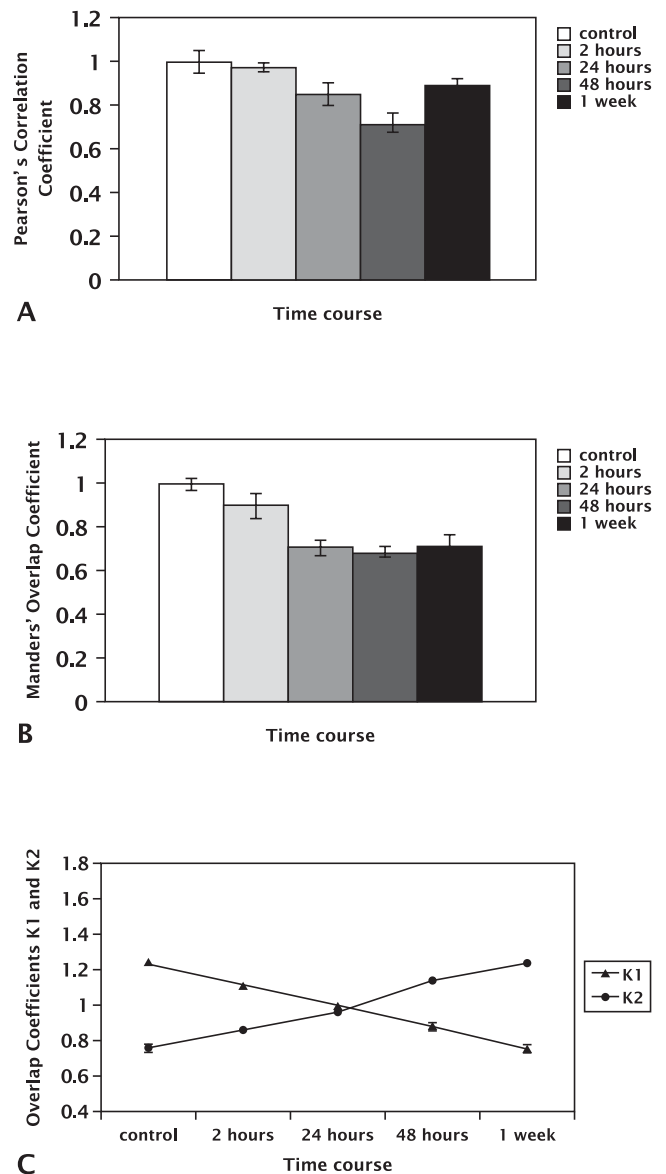 1.2
1
0.8
0.6
0.4
0.2
0
Pearson's Correlation
Coefficient
control
2 hours
24 hours
48 hours
1 week
Time course
A
1.2
1
0.8
0.6
0.4
0.2
0
Manders' Overlap Coefficient
control
2 hours
24 hours
48 hours
1 week
Time course
B
1.8
1.6
1.4
1.2
1
0.8
0.6
0.4
Overlap Coefficients K1 and K2
K1
K2
control 2 hours 24 hours 48 hours 1 week
Time course
C